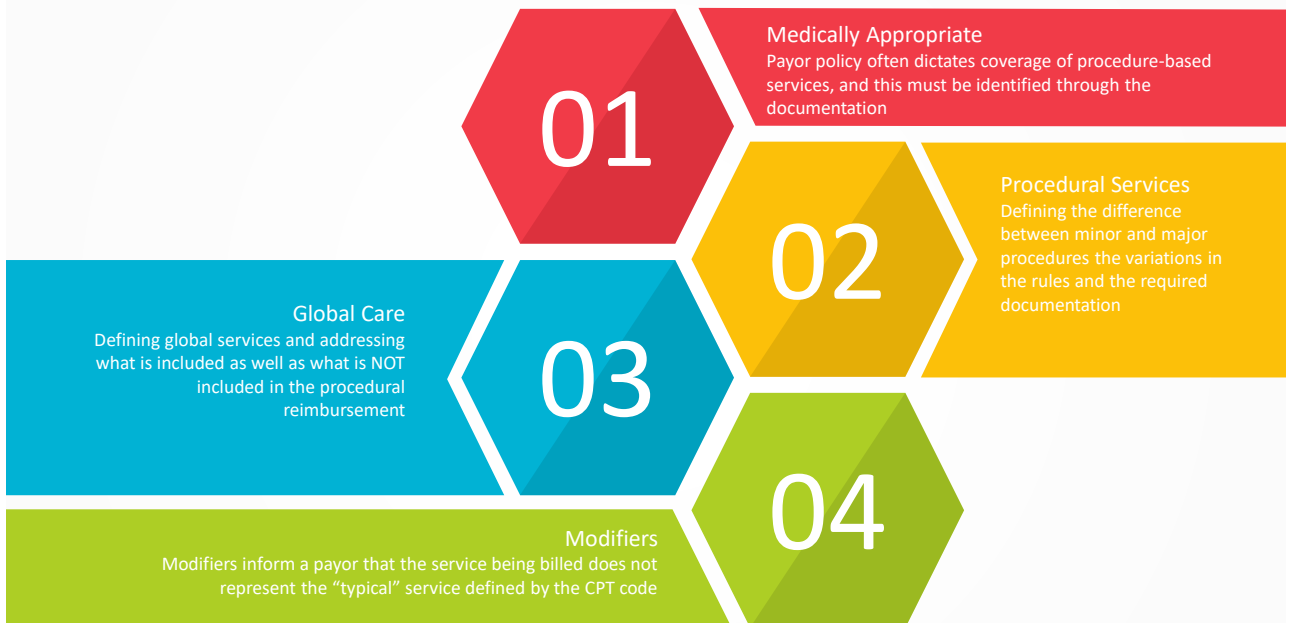 01
Medically Appropriate
Payor policy often dictates coverage of procedure-based
services, and this must be identified through the
documentation
02
Procedural Services
Defining the difference
between minor and major
procedures the variations in
the rules and the required
documentation
03
Global Care
Defining global services and addressing
what is included as well as what is NOT
included in the procedural
reimbursement
04
Modifiers
Modifiers inform a payor that the service being billed does not
represent the “typical” service defined by the CPT code